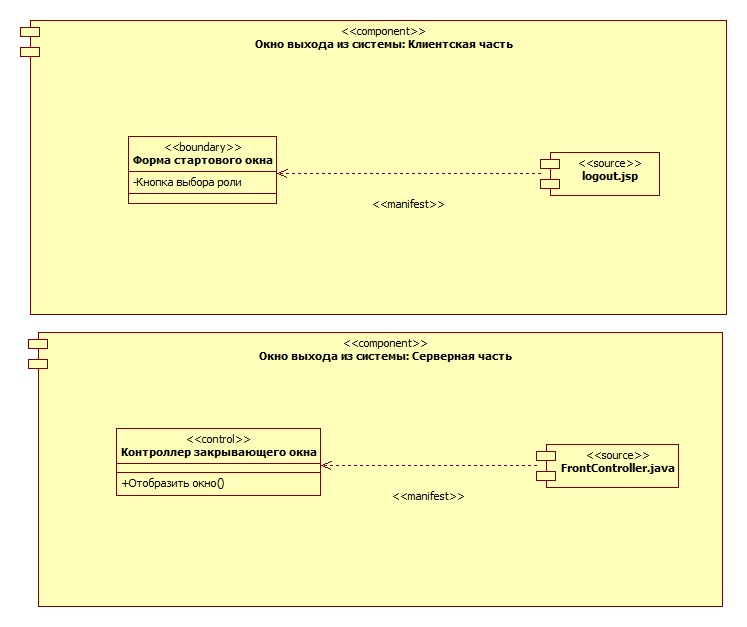 <<component>>
Окно выхода из системы: Клиентская часть
<<boundary>>
Форма стартового окна
-Кнопка выбора роли
<<source>>
logout.jsp
<<manifest>>
<<component>>
Окно выхода из системы: Серверная часть
<<control>>
Контроллер закрывающего окна
+Отобразить окно()
<<source>>
FrontController.java
<<manifest>>